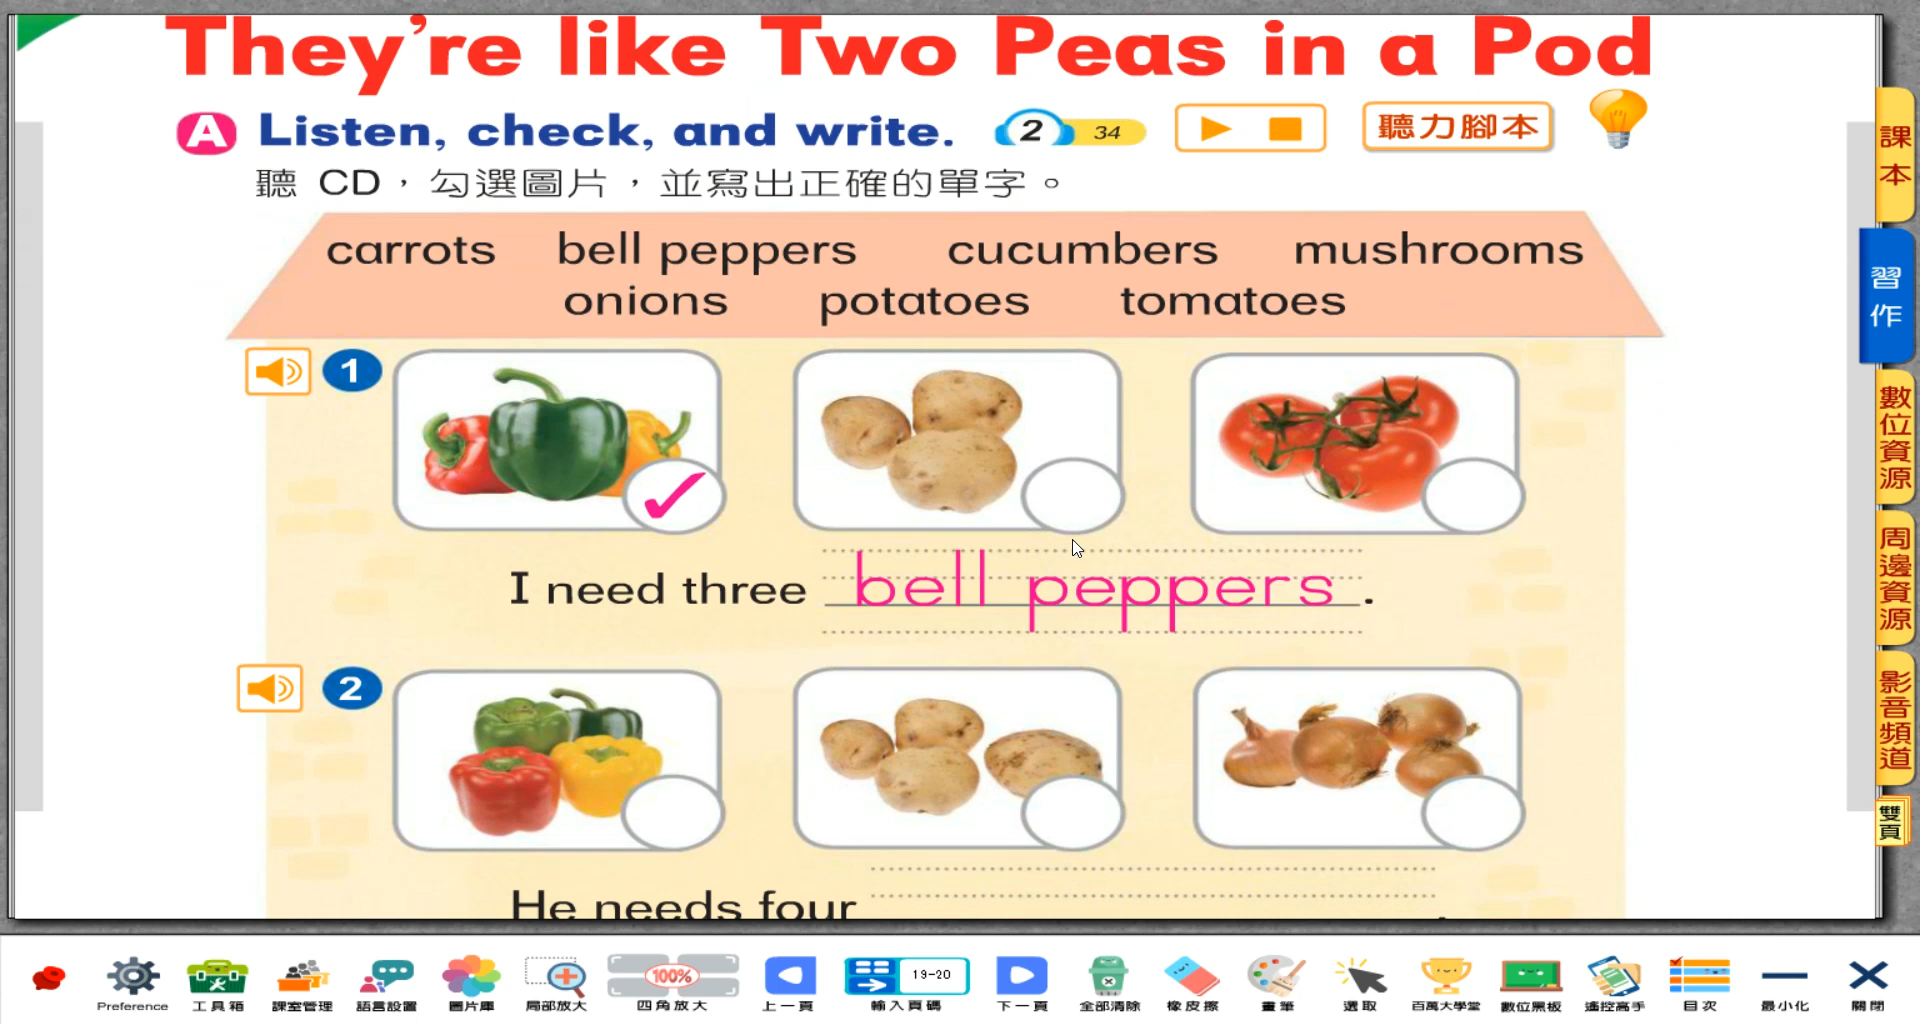 They're like Two Peas in a Pod
A Listen, check, and write. 2 34 聽力腳本
聽 CD，勾選圖片，並寫出正確的單字。
carrots bell peppers cucumbers mushrooms
onions potatoes tomatoes
1
I need three bell peppers.
2
He needs four .
課本
習作
數位資源
周邊資源
影音頻道
雙頁
100% 19-20
Preference 工具箱 課室管理 語言設置 圖片庫 局部放大 四角放大 上一頁 輸入頁碼 下一頁 全部清除 橡皮擦 畫筆 選取 百萬大學堂 數位黑板 遙控高手 目次 最小化 關閉